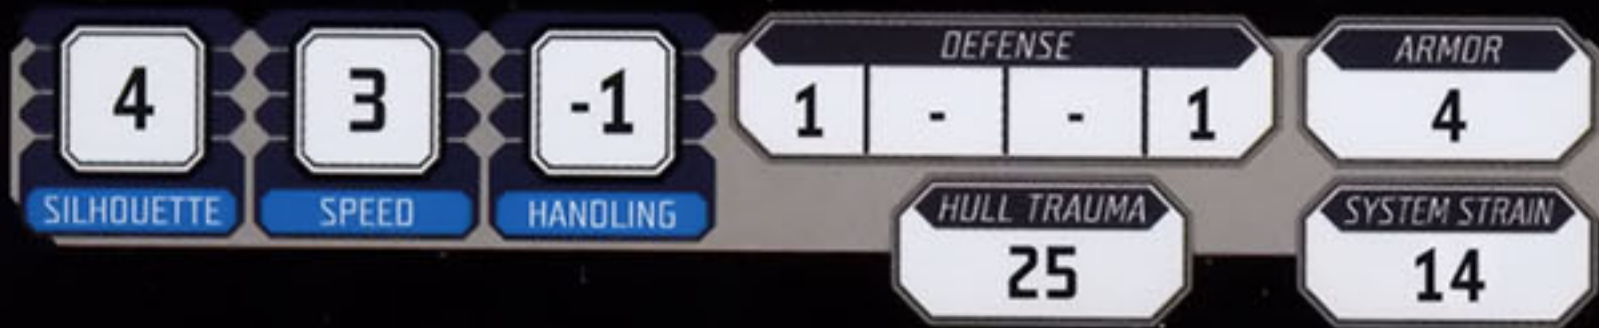 4 3 -1
SILHOUETTE SPEED HANDLING
DEFENSE
1 - - 1
ARMOR
4
HULL TRAUMA
25
SYSTEM STRAIN
14